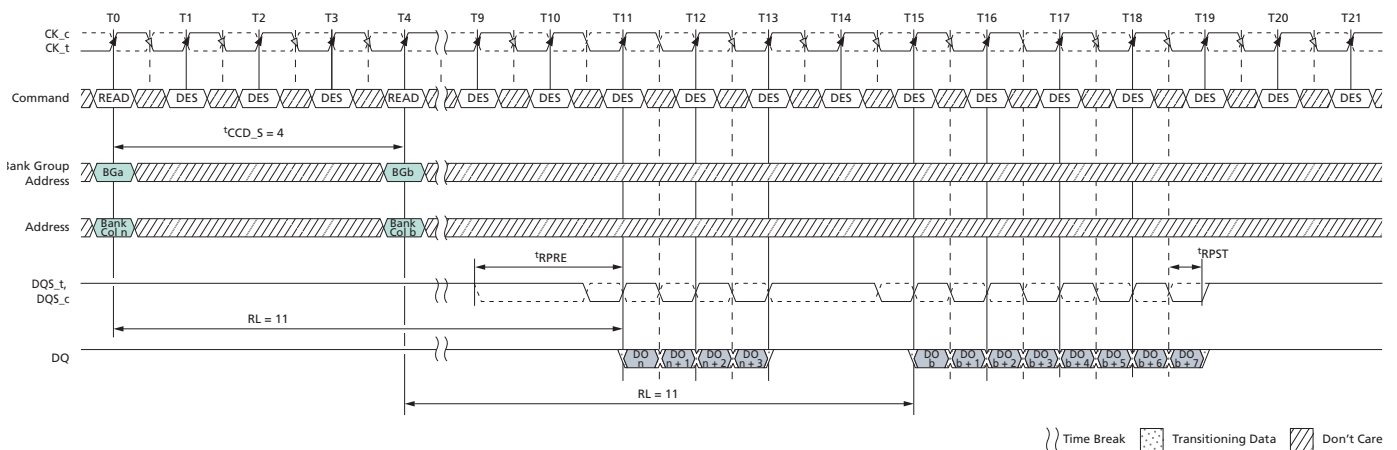 T0 T1 T2 T3 T4 T9 T10 T11 T12 T13 T14 T15 T16 T17 T18 T19 T20 T21
CK_c
CK_t
Command READ DES DES DES READ DES DES DES DES DES DES DES DES DES DES DES DES DES
tCCD_S = 4
Bank Group
Address
BGa BGb
Address
Bank
Col n
Bank
Col b
tRPRE tRPST
DQS_t,
DQS_c
RL = 11
DQ
DO
n
DO
n + 1
DO
n + 2
DO
n + 3
DO
b
DO
b + 1
DO
b + 2
DO
b + 3
DO
b + 4
DO
b + 5
DO
b + 6
DO
b + 7
RL = 11
Time Break Transitioning Data Don't Care